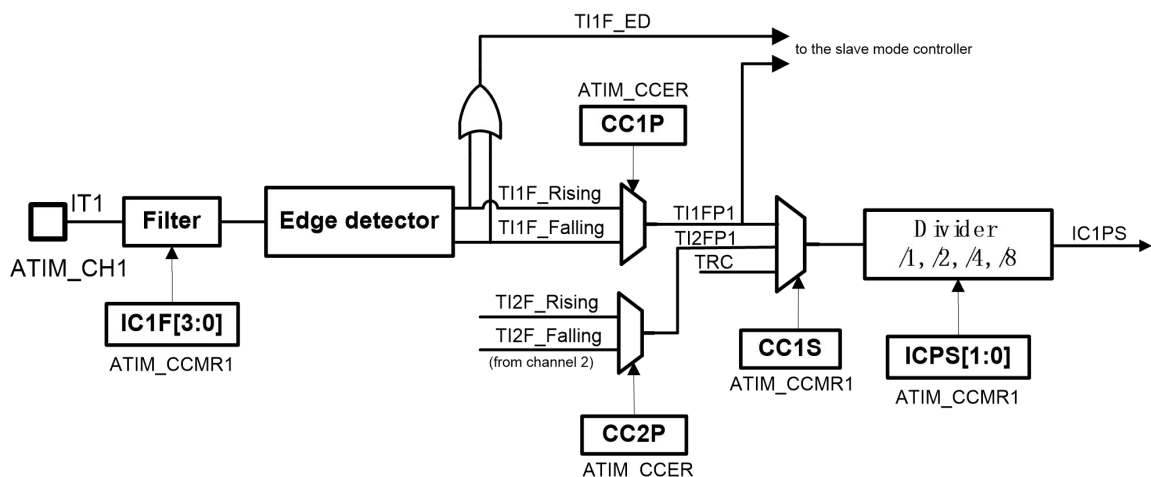 TI1F_ED
to the slave mode controller
ATIM_CCER
CC1P
IT1
Filter
Edge detector
TI1F_Rising
TI1F_Falling
TI1FP1
TI2FP1
TRC
Divider
/1, /2, /4, /8
IC1PS
ATIM_CH1
IC1F[3:0]
ATIM_CCMR1
TI2F_Rising
TI2F_Falling
(from channel 2)
CC1S
ATIM_CCMR1
ICPS[1:0]
ATIM_CCMR1
CC2P
ATIM CCER